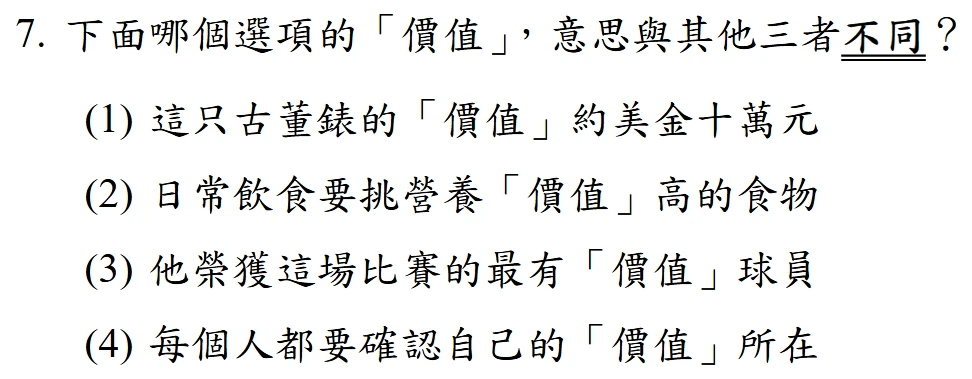 7. 下面哪個選項的「價值」，意思與其他三者不同？
(1) 這只古董錶的「價值」約美金十萬元
(2) 日常飲食要挑營養「價值」高的食物
(3) 他榮獲這場比賽的最有「價值」球員
(4) 每個人都要確認自己的「價值」所在